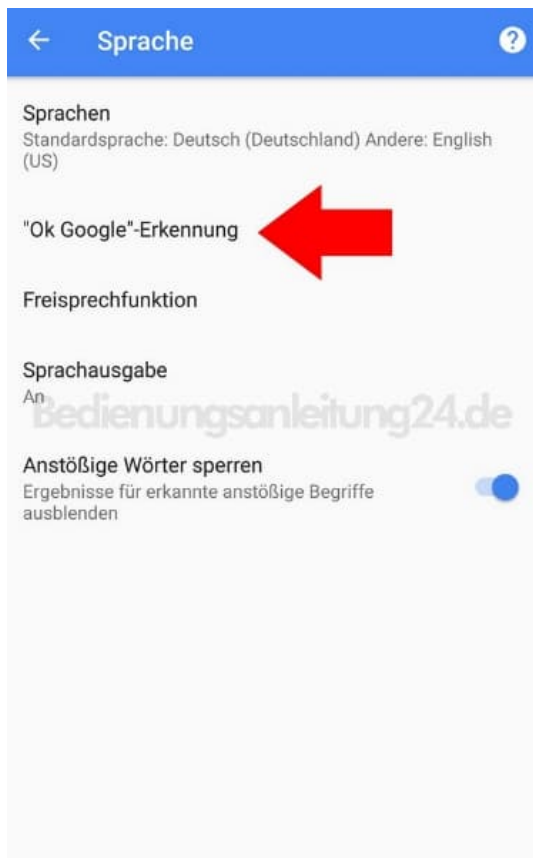 Sprache
Sprachen
Standardsprache: Deutsch (Deutschland) Andere: English
(US)
"Ok Google"-Erkennung
Freisprechfunktion
Sprachausgabe
An
Bedienungsanleitung24.de
Anstößige Wörter sperren
Ergebnisse für erkannte anstößige Begriffe
ausblenden